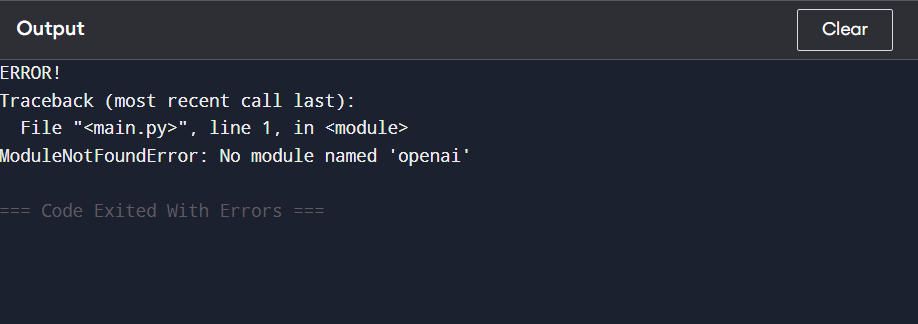 Output
Clear
ERROR!
Traceback (most recent call last):
  File "<main.py>", line 1, in <module>
ModuleNotFoundError: No module named 'openai'
=== Code Exited With Errors ===